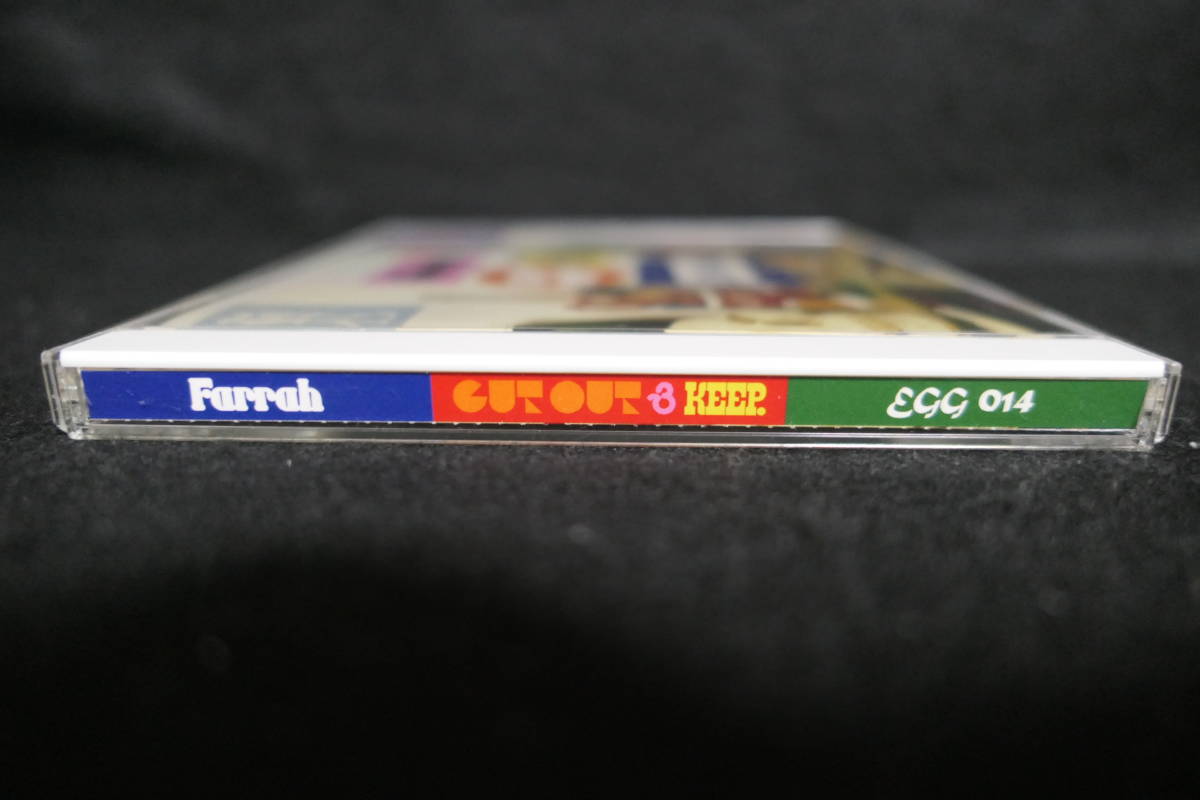 Farrah CUT OUT & KEEP. EGG 014